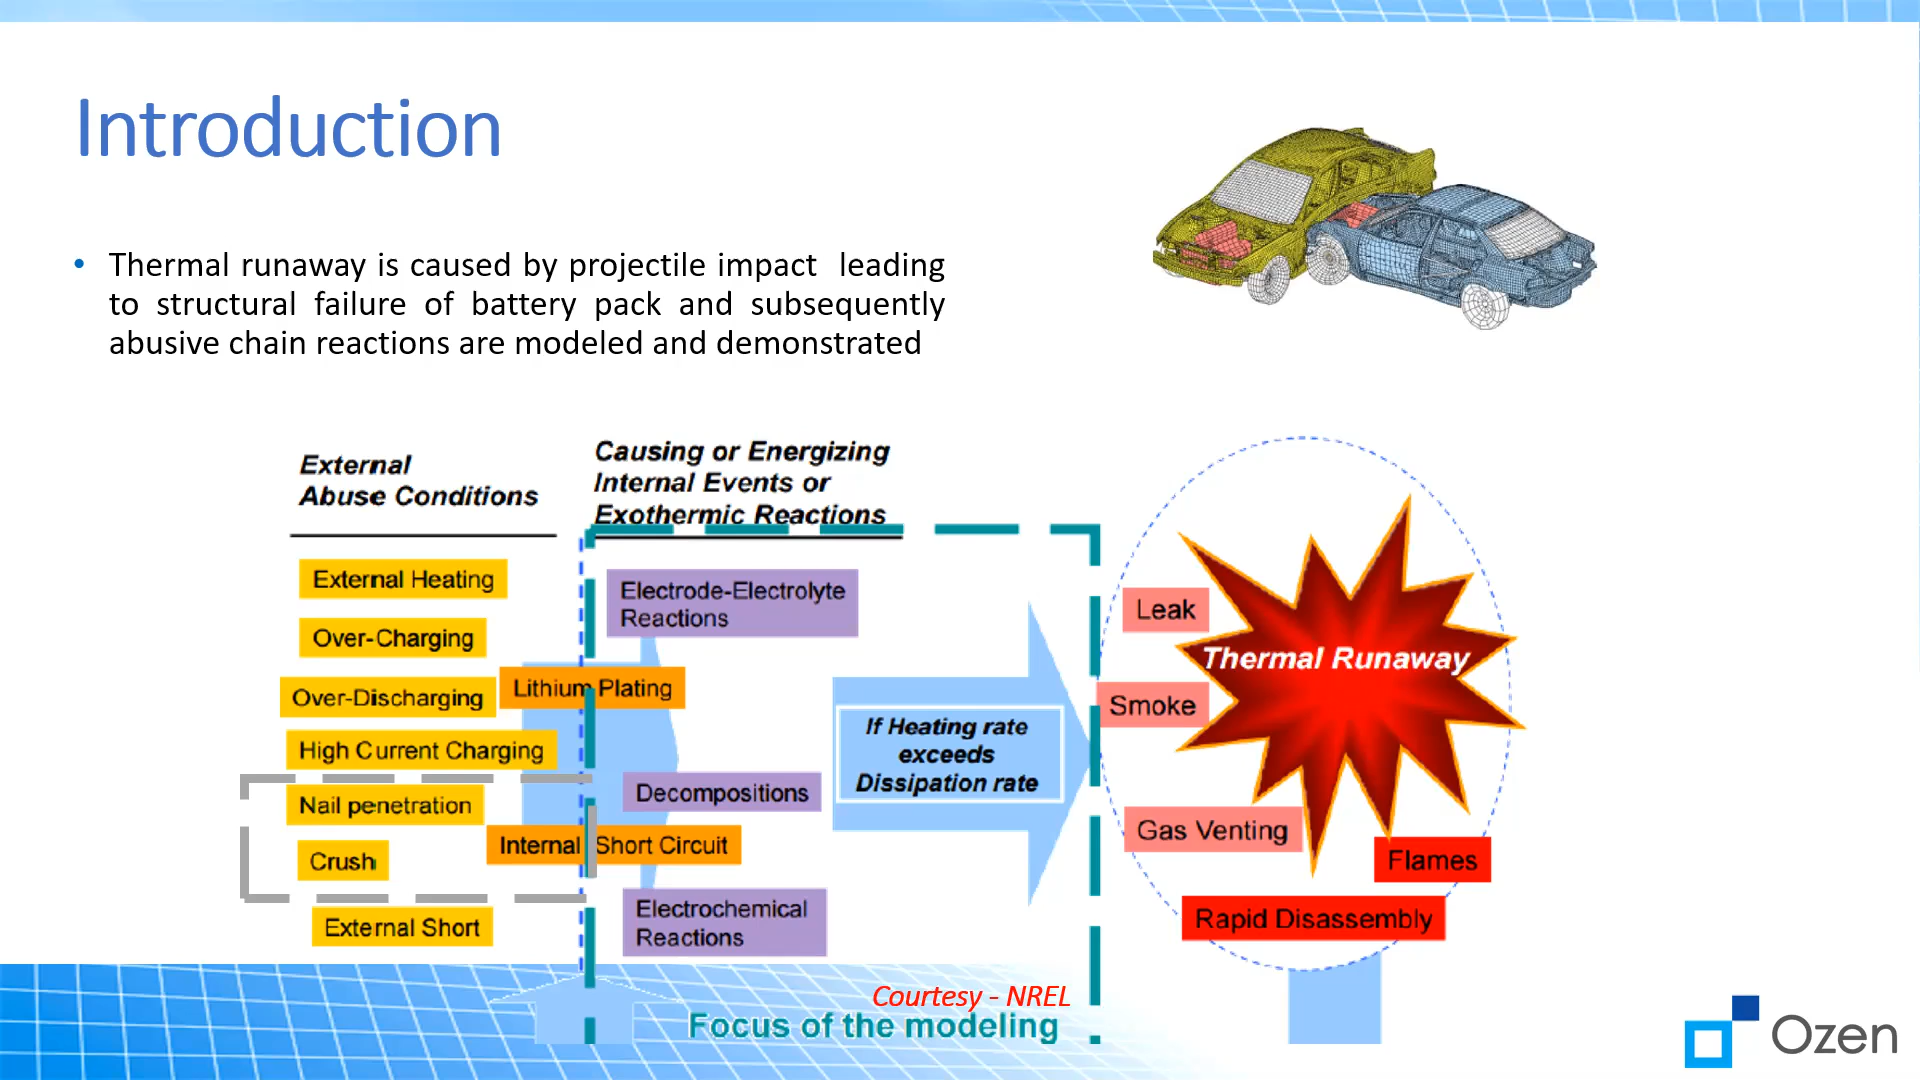 Introduction
• Thermal runaway is caused by projectile impact leading
to structural failure of battery pack and subsequently
abusive chain reactions are modeled and demonstrated
External
Abuse Conditions
Causing or Energizing
Internal Events or
Exothermic Reactions
External Heating
Over-Charging
Over-Discharging
Lithium Plating
High Current Charging
Nail penetration
Crush
Internal Short Circuit
External Short
Electrode-Electrolyte
Reactions
Decompositions
Electrochemical
Reactions
If Heating rate
exceeds
Dissipation rate
Leak
Thermal Runaway
Smoke
Gas Venting
Flames
Rapid Disassembly
Courtesy - NREL
Focus of the modeling
Ozen